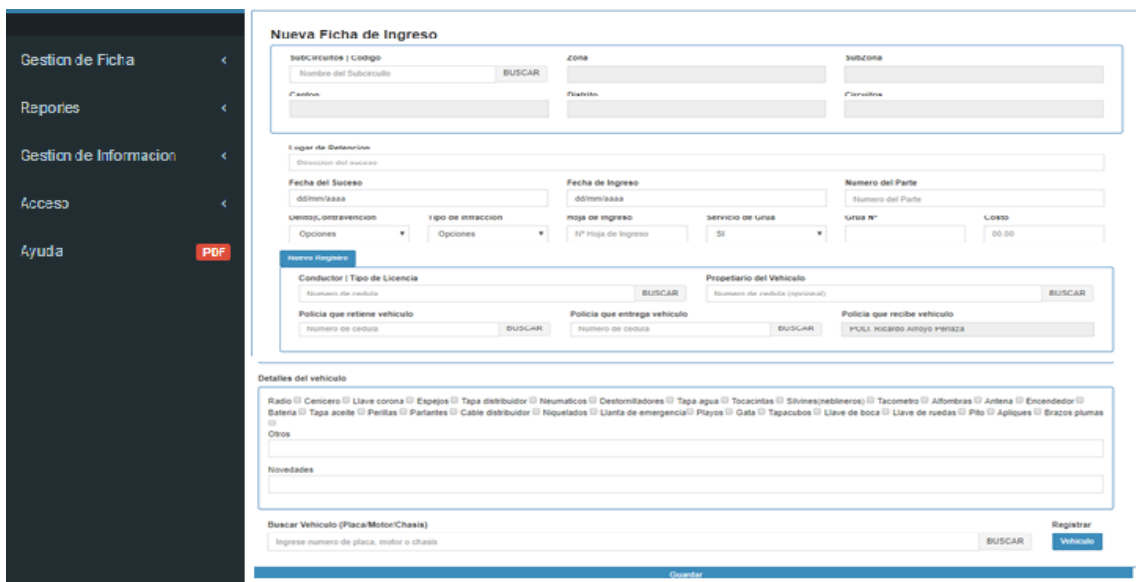 Gestion de Ficha
Reportes
Gestion de Informacion
Acceso
Ayuda PDF
Nueva Ficha de Ingreso
SubCircuitos | Codigo Zona SubZona
Nombre del Subcircuito BUSCAR
Canton Distrito Circuitos
Lugar de Retencion
Direccion del suceso
Fecha del Suceso Fecha de Ingreso Numero del Parte
dd/mm/aaaa dd/mm/aaaa Numero del Parte
Delito|Contravencion Tipo de Infraccion Hoja de Ingreso Servicio de Grua Grua Nº Costo
Opciones Opciones Nº Hoja de Ingreso SI 00.00
Nuevo Registro
Conductor | Tipo de Licencia Propetiario del Vehiculo
Numero de cedula BUSCAR Numero de cedula (opcional) BUSCAR
Policia que retiene vehiculo Policia que entrega vehiculo Policia que recibe vehiculo
Numero de cedula BUSCAR Numero de cedula BUSCAR POLI. Ricardo Arroyo Perlaza
Detalles del vehiculo
Radio Cenicero Llave corona Espejos Tapa distribuidor Neumaticos Destornilladores Tapa agua Tocacintas Silvines(neblineros) Tacometro Alfombras Antena Encendedor
Bateria Tapa aceite Perillas Parlantes Cable distribuidor Niquelados Llanta de emergencia Playos Gata Tapacubos Llave de boca Llave de ruedas Pito Apliques Brazos plumas
Otros
Novedades
Buscar Vehiculo (Placa/Motor/Chasis) Registrar
Ingrese numero de placa, motor o chasis BUSCAR Vehiculo
Guardar